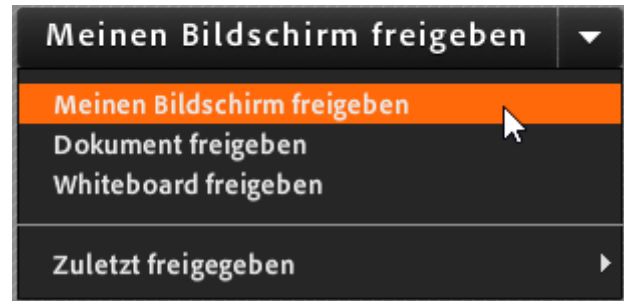 Meinen Bildschirm freigeben
Meinen Bildschirm freigeben
Dokument freigeben
Whiteboard freigeben
Zuletzt freigegeben